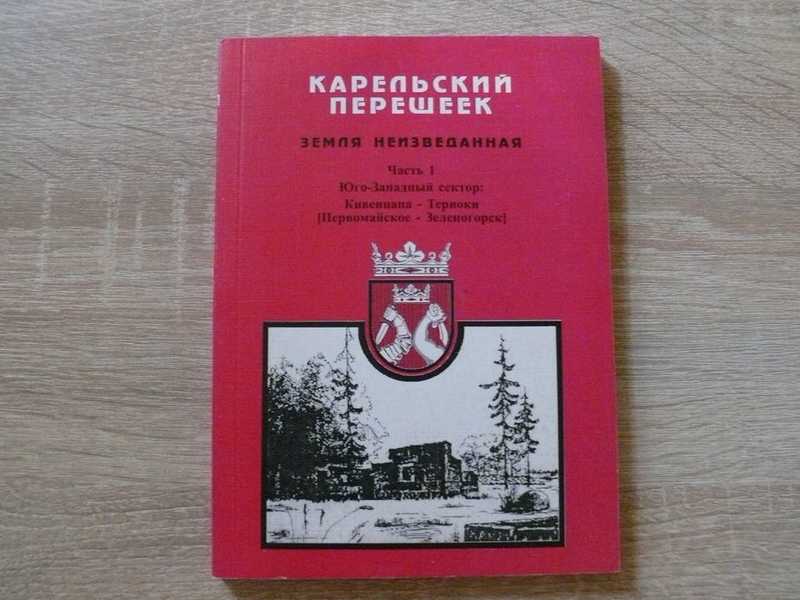 КАРЕЛЬСКИЙ
ПЕРЕШЕЕК
ЗЕМЛЯ НЕИЗВЕДАННАЯ
Часть 1
Юго-Западный сектор:
Кивеннапа - Териоки
[Первомайское - Зеленогорск]